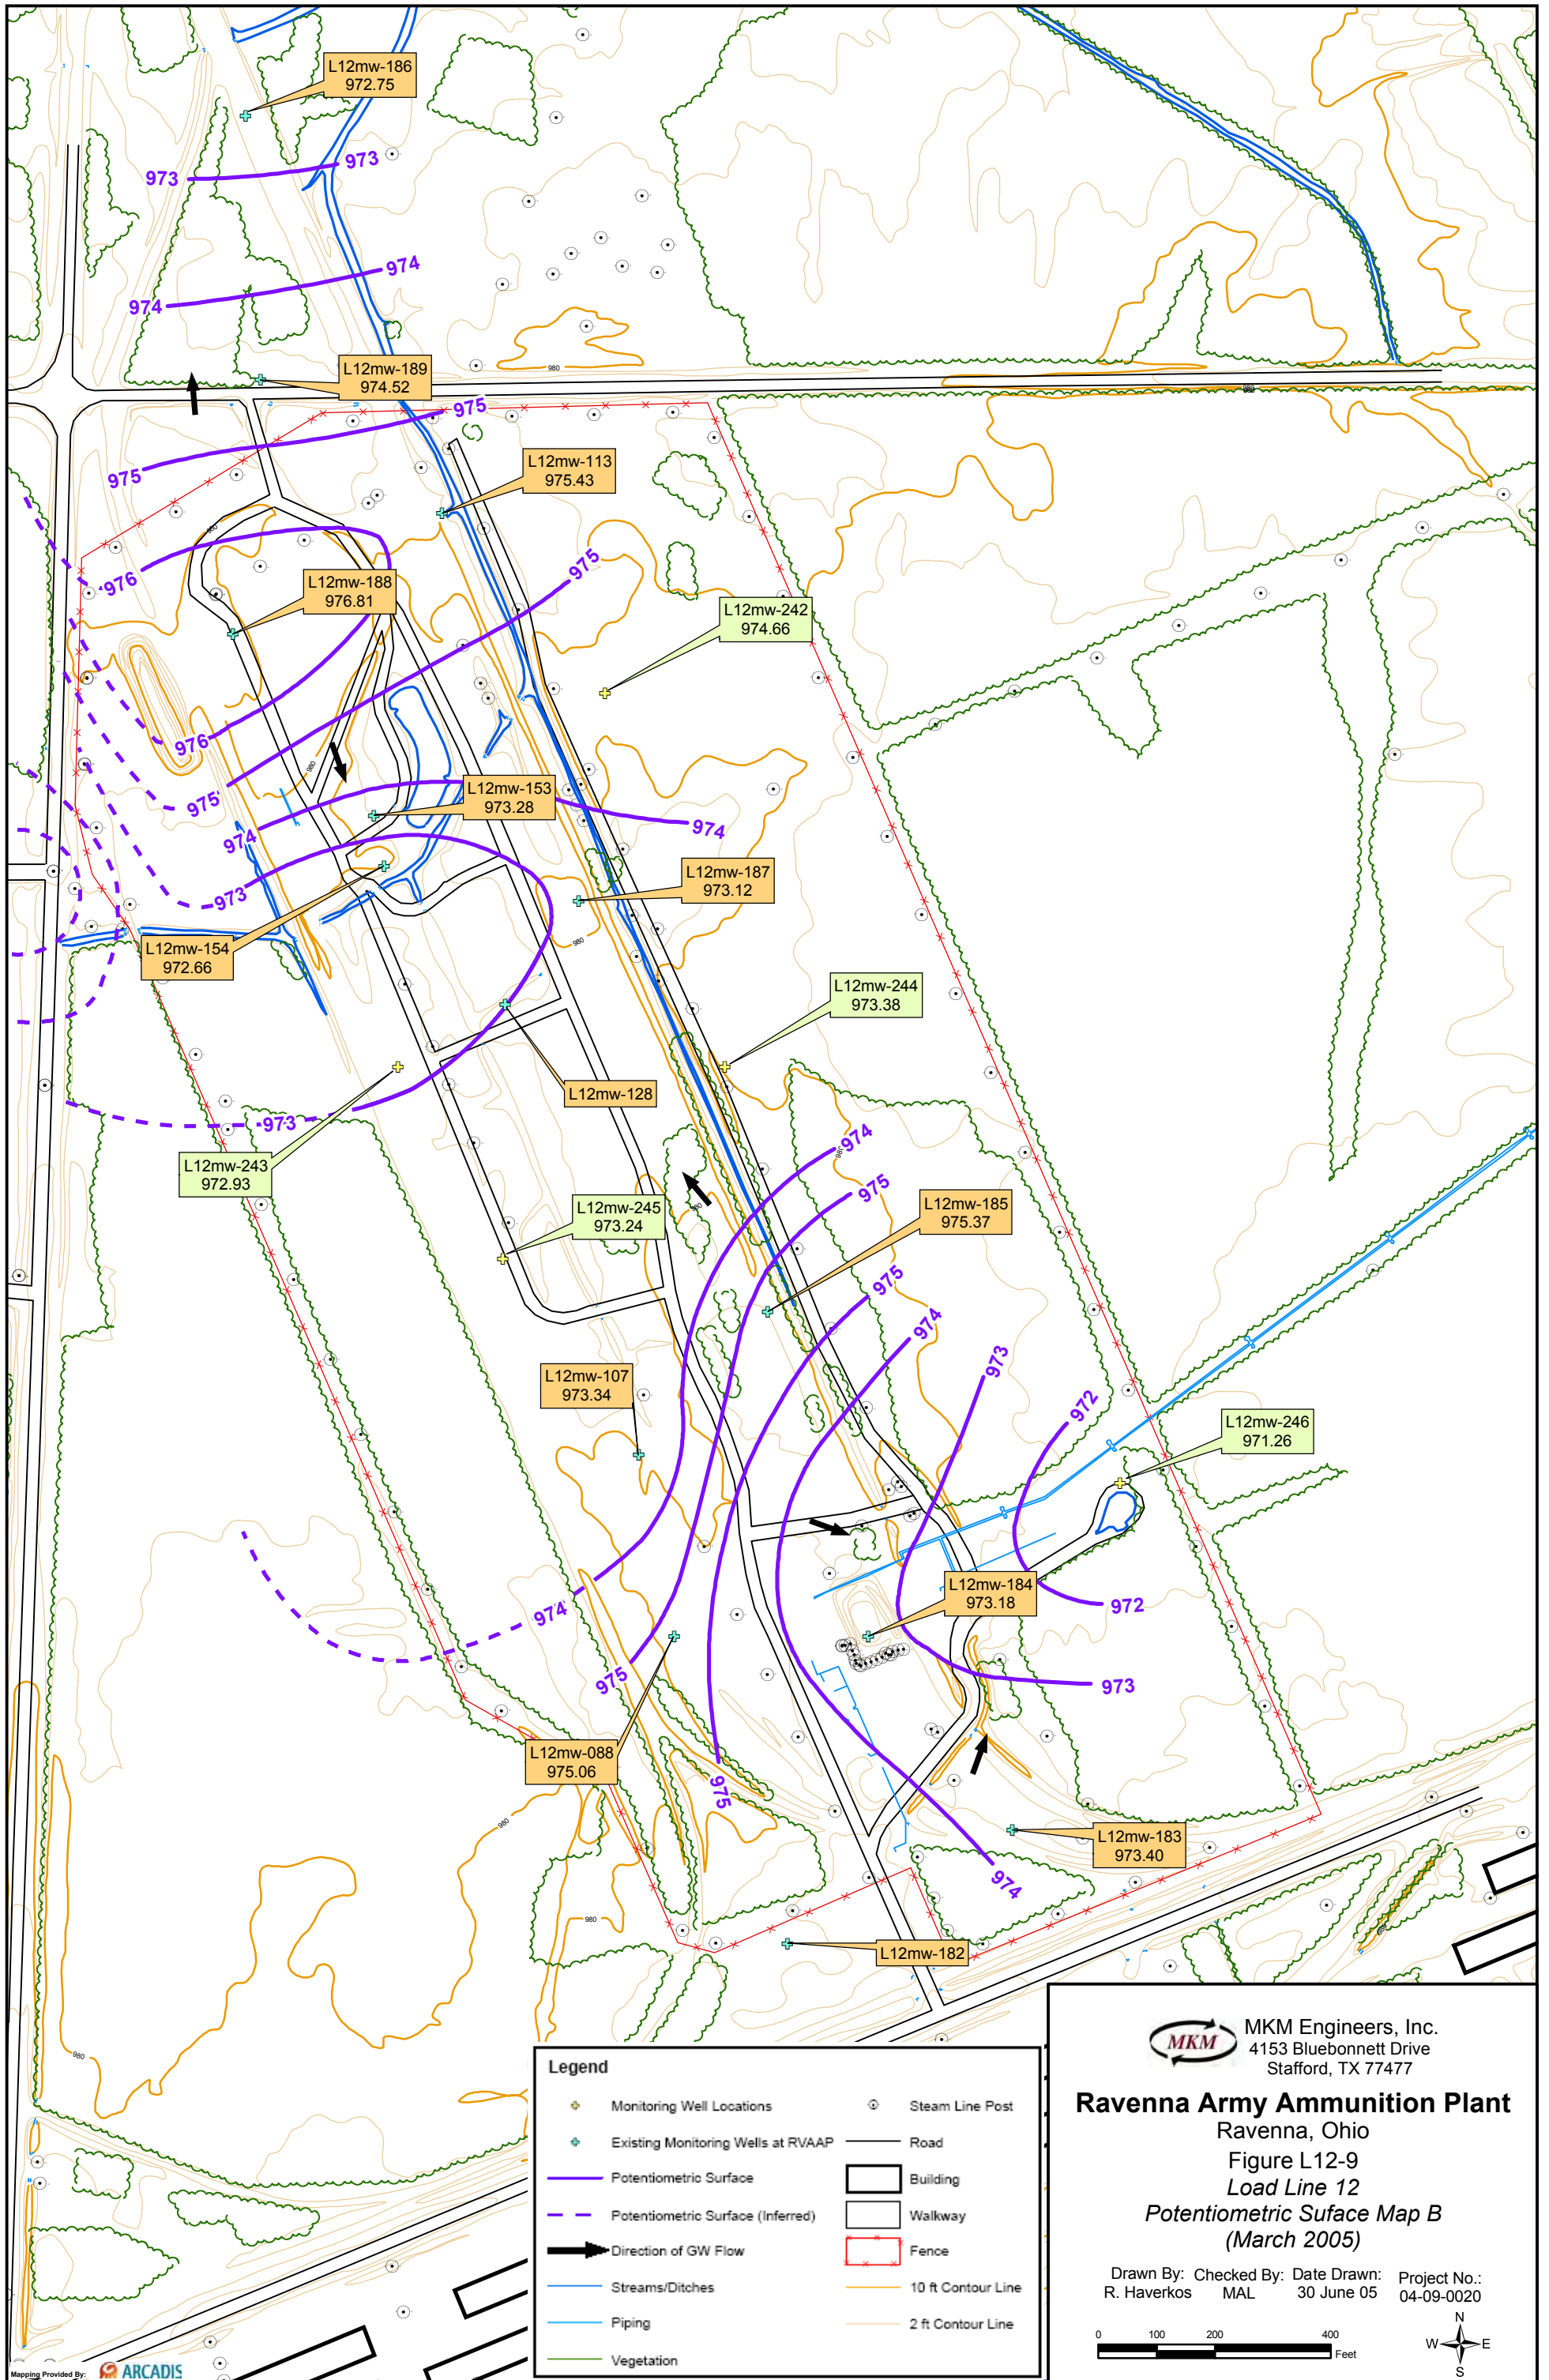 L12mw-186
972.75
973
973
974
974
L12mw-189
974.52
980
980
975
975
L12mw-113
975.43
976
L12mw-188
976.81
975
L12mw-242
974.66
976
980
975
974
L12mw-153
973.28
974
973
L12mw-187
973.12
980
L12mw-154
972.66
L12mw-244
973.38
L12mw-128
973
974
980
L12mw-243
972.93
975
L12mw-185
975.37
L12mw-245
973.24
980
975
974
973
L12mw-107
973.34
972
L12mw-246
971.26
974
L12mw-184
973.18
972
975
973
L12mw-088
975.06
975
980
L12mw-183
973.40
974
980
L12mw-182
980
MKM
MKM Engineers, Inc.
4153 Bluebonnett Drive
Stafford, TX 77477
Ravenna Army Ammunition Plant
Ravenna, Ohio
Figure L12-9
Load Line 12
Potentiometric Suface Map B
(March 2005)
Drawn By: Checked By: Date Drawn: Project No.:
R. Haverkos MAL 30 June 05 04-09-0020
0 100 200 400
Feet
N
W E
S
Legend
Monitoring Well Locations
Steam Line Post
Existing Monitoring Wells at RVAAP
Road
Potentiometric Surface
Building
Potentiometric Surface (Inferred)
Walkway
Direction of GW Flow
Fence
Streams/Ditches
10 ft Contour Line
Piping
2 ft Contour Line
Vegetation
Mapping Provided By:
ARCADIS